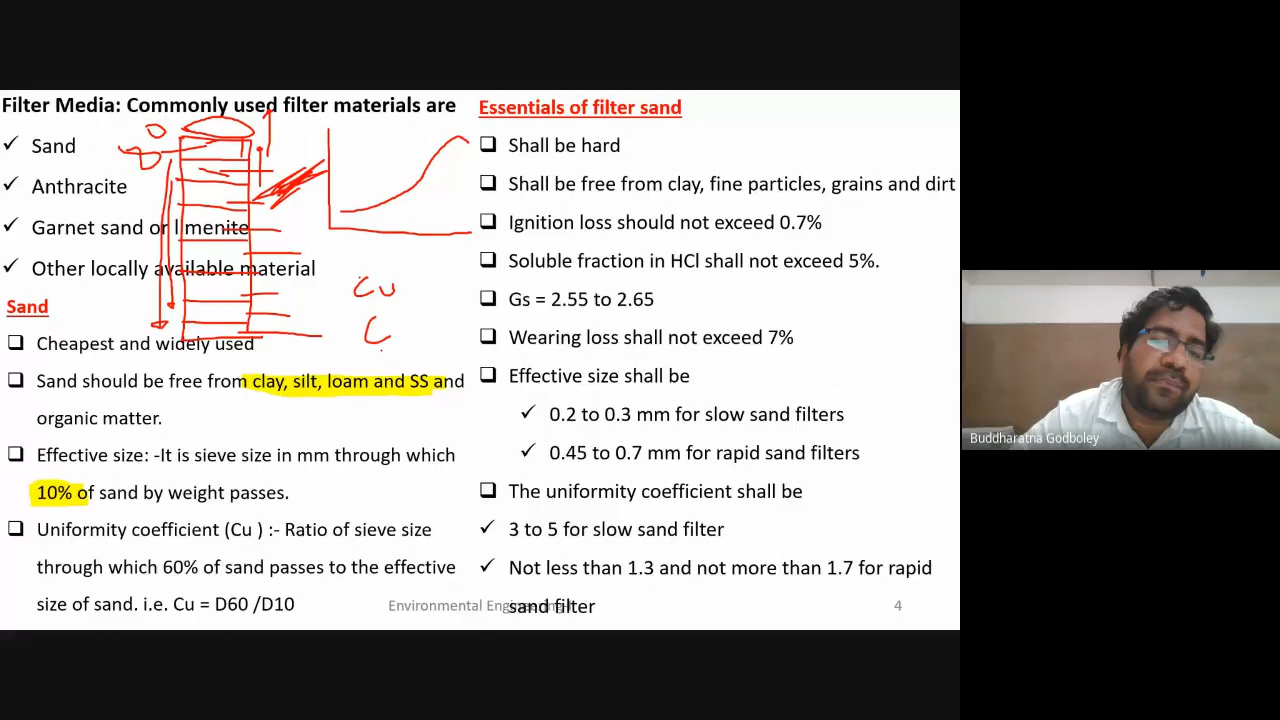 Filter Media: Commonly used filter materials are
✓ Sand
✓ Anthracite
✓ Garnet sand or Ilmenite
✓ Other locally available material
Sand
❑ Cheapest and widely used
❑ Sand should be free from clay, silt, loam and SS and
organic matter.
❑ Effective size: -It is sieve size in mm through which
10% of sand by weight passes.
❑ Uniformity coefficient (Cu ) :- Ratio of sieve size
through which 60% of sand passes to the effective
size of sand. i.e. Cu = D60 /D10
Cu
C
Essentials of filter sand
❑ Shall be hard
❑ Shall be free from clay, fine particles, grains and dirt
❑ Ignition loss should not exceed 0.7%
❑ Soluble fraction in HCl shall not exceed 5%.
❑ Gs = 2.55 to 2.65
❑ Wearing loss shall not exceed 7%
❑ Effective size shall be
✓ 0.2 to 0.3 mm for slow sand filters
✓ 0.45 to 0.7 mm for rapid sand filters
❑ The uniformity coefficient shall be
✓ 3 to 5 for slow sand filter
✓ Not less than 1.3 and not more than 1.7 for rapid
sand filter
Environmental
4
Buddharatna Godboley